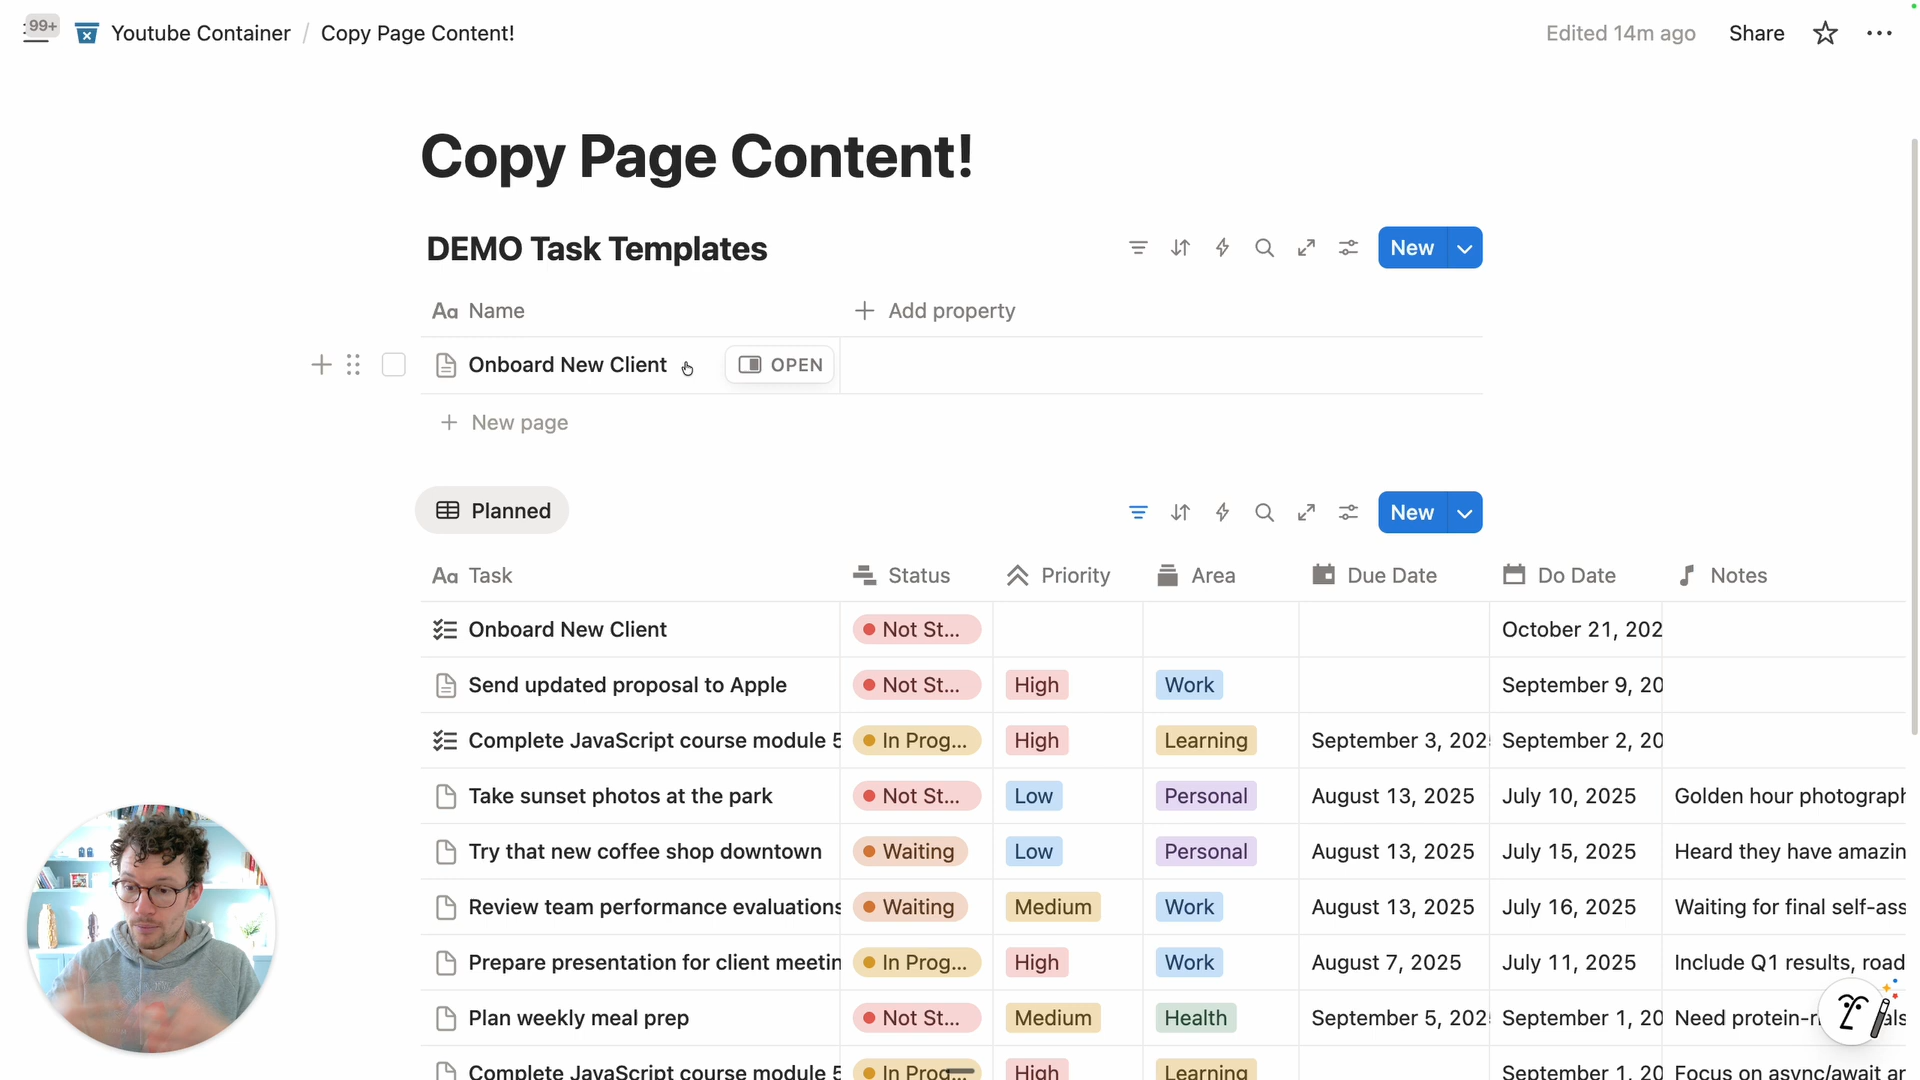 99+ Youtube Container / Copy Page Content! Edited 14m ago Share
Copy Page Content!
DEMO Task Templates New
Aa Name Add property
Onboard New Client OPEN
New page
Planned New
Aa Task Status Priority Area Due Date Do Date Notes
Onboard New Client Not St... October 21, 202
Send updated proposal to Apple Not St... High Work September 9, 20
Complete JavaScript course module 5 In Prog... High Learning September 3, 202 September 2, 20
Take sunset photos at the park Not St... Low Personal August 13, 2025 July 10, 2025 Golden hour photograp
Try that new coffee shop downtown Waiting Low Personal August 13, 2025 July 15, 2025 Heard they have amazin
Review team performance evaluations Waiting Medium Work August 13, 2025 July 16, 2025 Waiting for final self-ass
Prepare presentation for client meetin In Prog... High Work August 7, 2025 July 11, 2025 Include Q1 results, road
Plan weekly meal prep Not St... Medium Health September 5, 202 September 1, 20 Need protein-r
Complete JavaScript course module 5 In Prog... High Learning September 1, 20 Focus on async/await ar